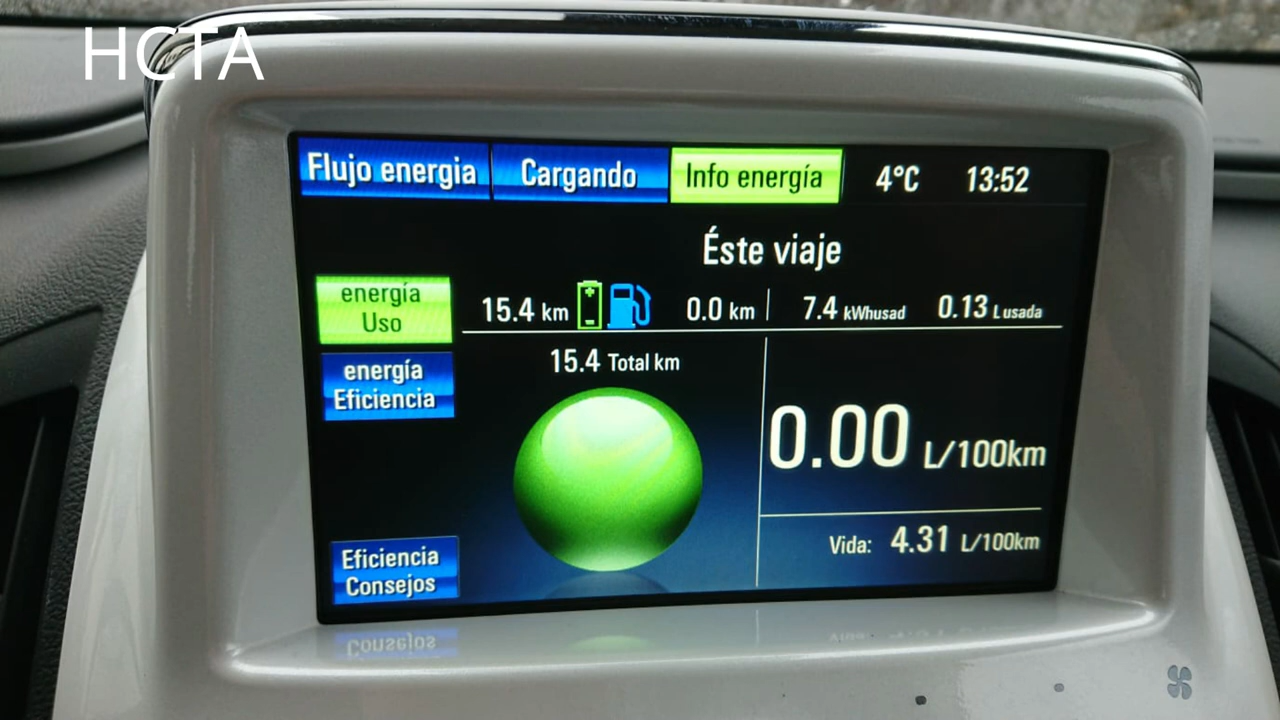 HCTA
Flujo energia Cargando Info energía 4°C 13:52
Éste viaje
energía
Uso
15.4 km 0.0 km 7.4 kWhusad 0.13 Lusada
15.4 Total km
energía
Eficiencia
0.00 L/100km
Vida: 4.31 L/100km
Eficiencia
Consejos